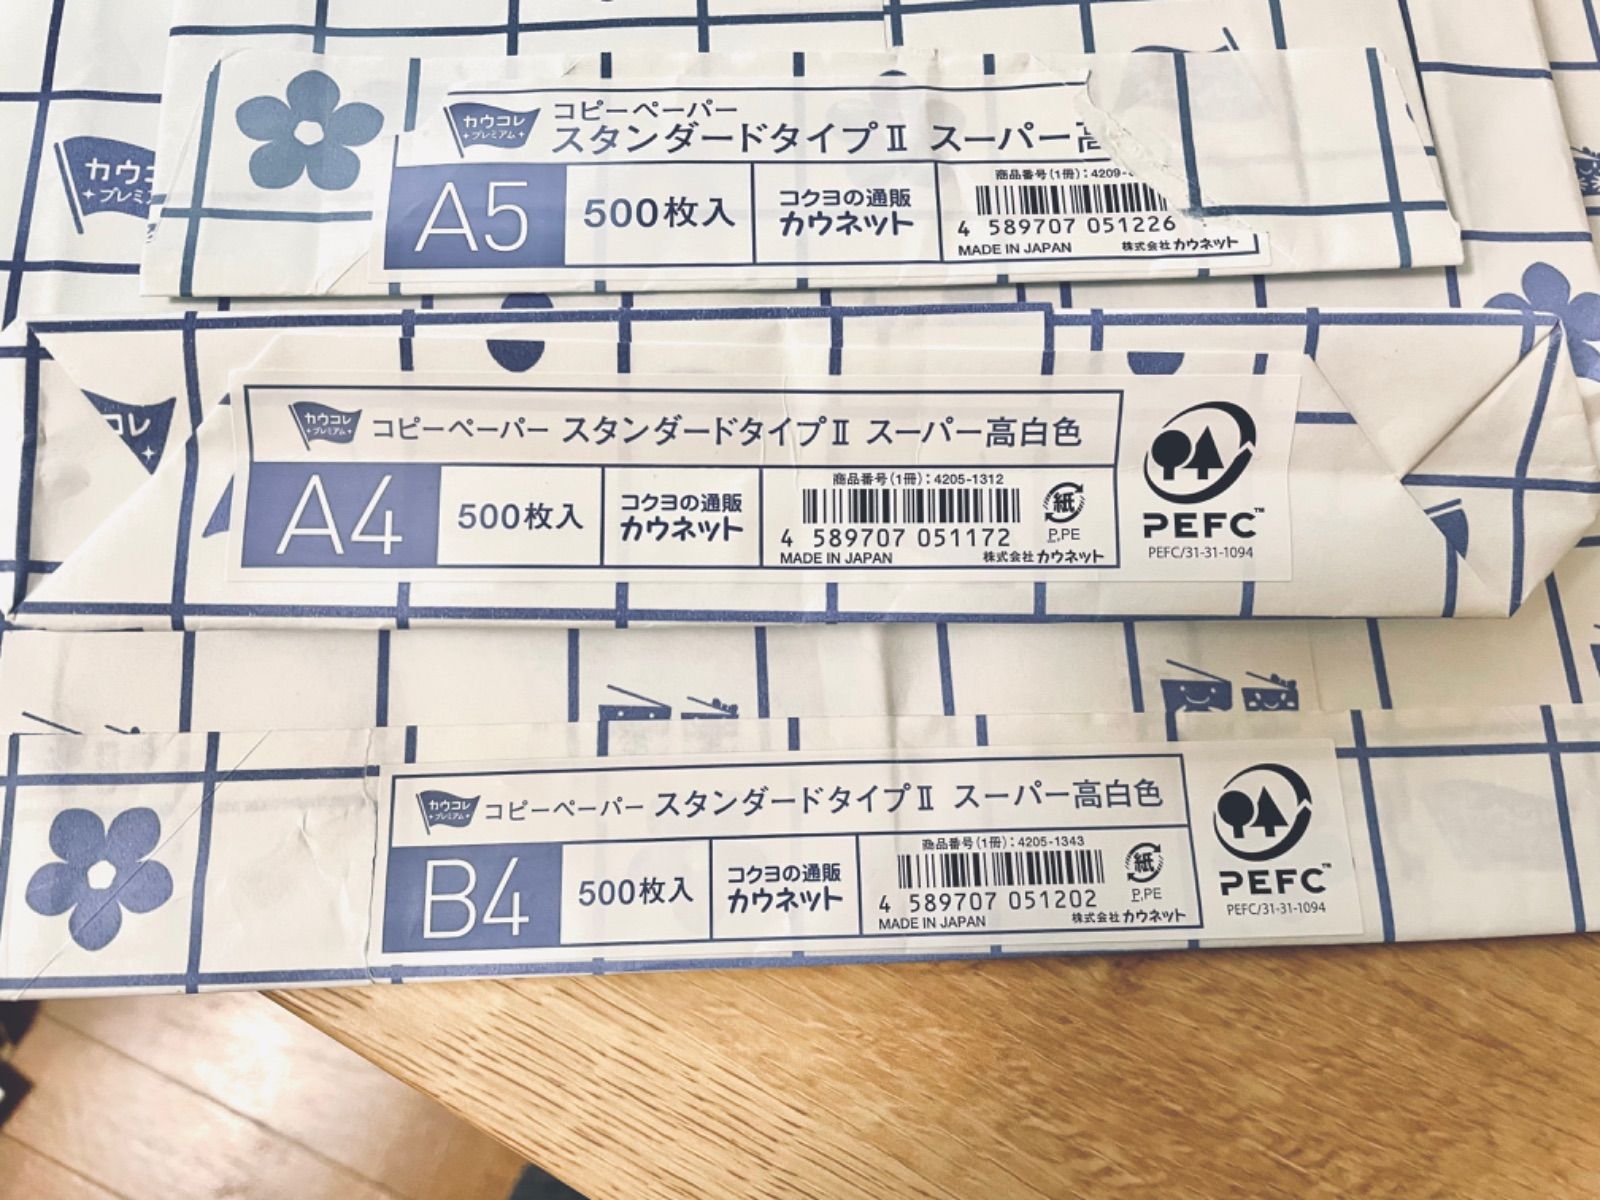 カウコレ
プレミアム
コピーペーパー
スタンダードタイプⅡ スーパー高
A5
500枚入
コクヨの通販
カウネット
商品番号(1冊):4209-
4 589707 051226
MADE IN JAPAN
株式会社カウネット
カウ
プレミ
コレ
カウコレ
プレミアム
コピーペーパー スタンダードタイプⅡ スーパー高白色
A4
500枚入
コクヨの通販
カウネット
商品番号(1冊):4205-1312
4 589707 051172
MADE IN JAPAN
株式会社カウネット
紙
P,PE
PEFC™
PEFC/31-31-1094
カウコレ
プレミアム
コピーペーパー スタンダードタイプⅡ スーパー高白色
B4
500枚入
コクヨの通販
カウネット
商品番号(1冊):4205-1343
4 589707 051202
MADE IN JAPAN
株式会社カウネット
紙
P,PE
PEFC™
PEFC/31-31-1094